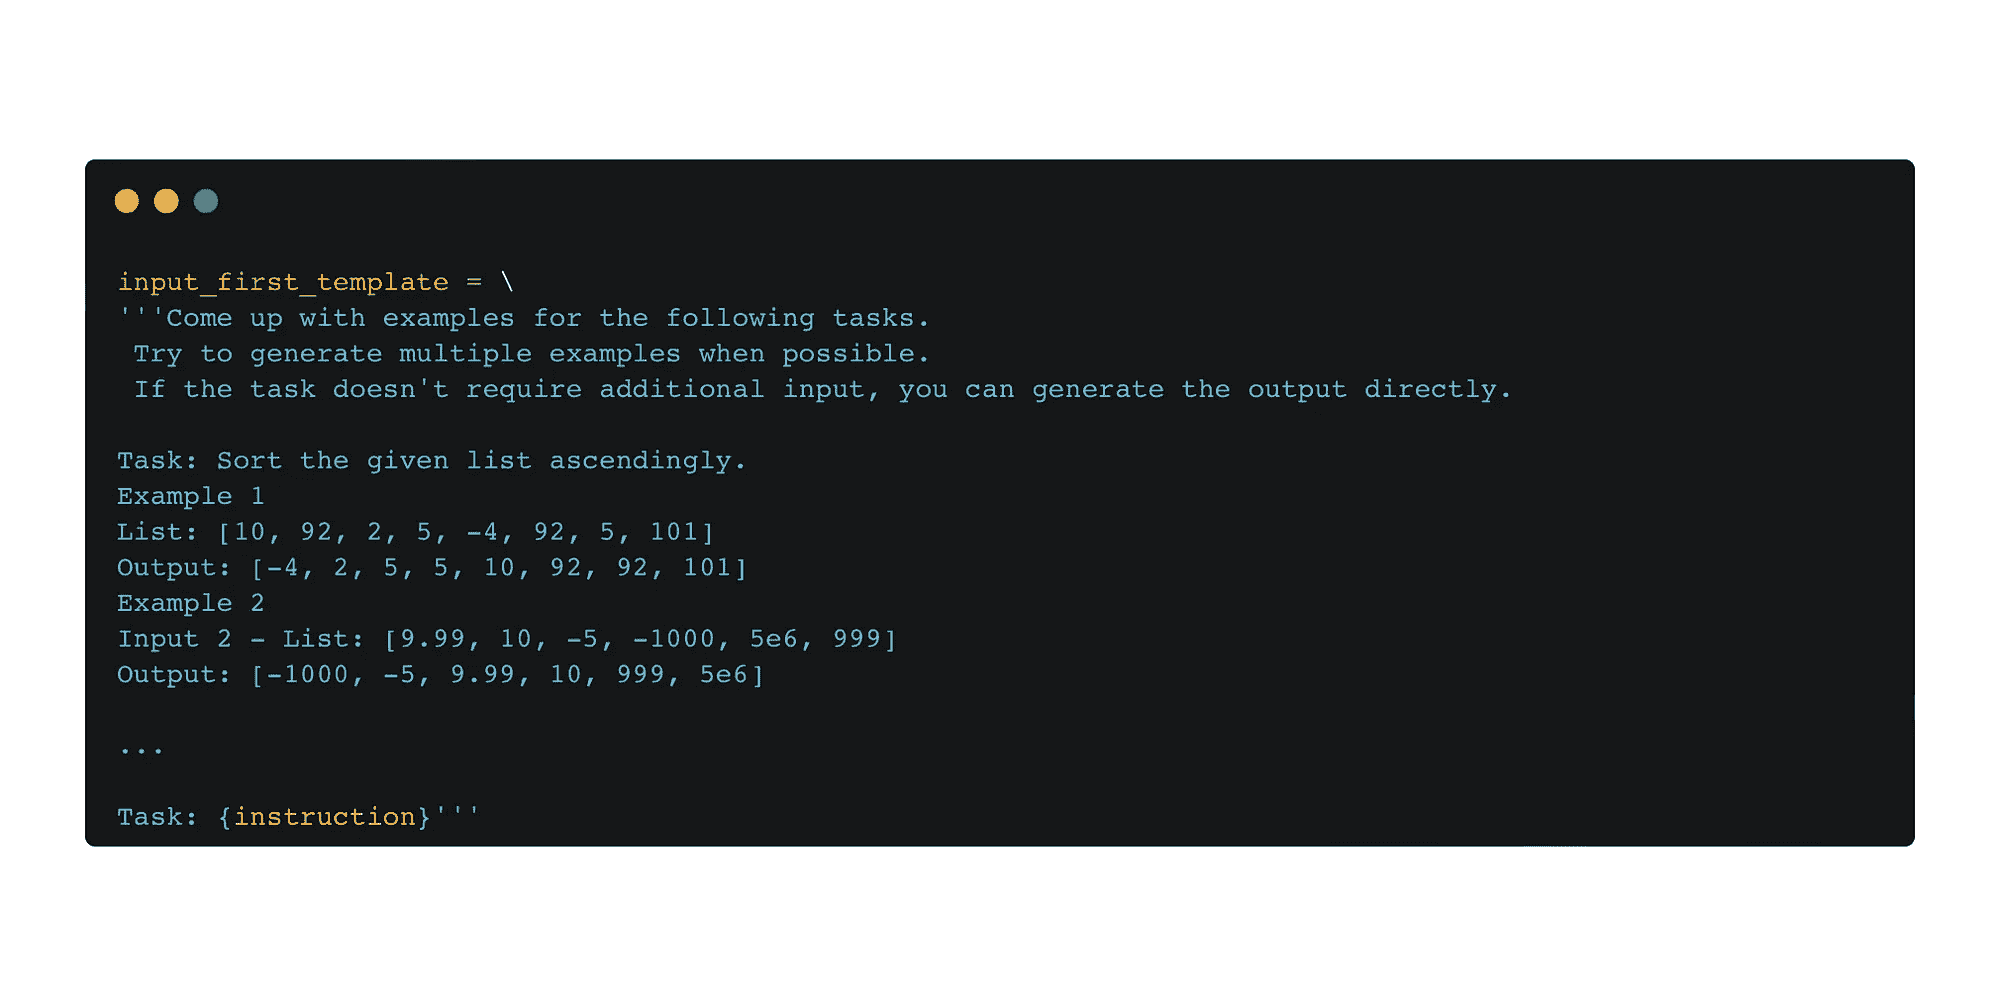 input_first_template = \
'''Come up with examples for the following tasks.
Try to generate multiple examples when possible.
If the task doesn't require additional input, you can generate the output directly.
Task: Sort the given list ascendingly.
Example 1
List: [10, 92, 2, 5, -4, 92, 5, 101]
Output: [-4, 2, 5, 5, 10, 92, 92, 101]
Example 2
Input 2 - List: [9.99, 10, -5, -1000, 5e6, 999]
Output: [-1000, -5, 9.99, 10, 999, 5e6]
...
Task: {instruction}'''